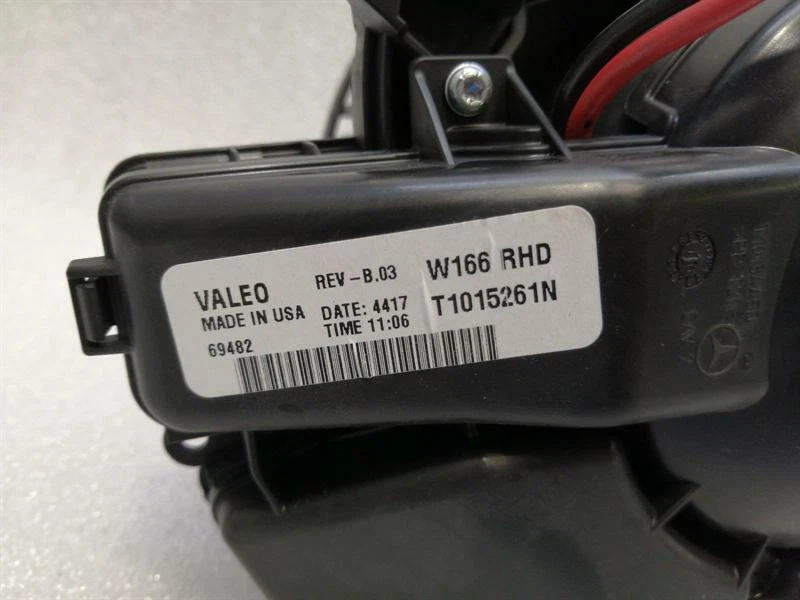 VALEO
REV-B.03
W166 RHD
MADE IN USA
DATE: 4417
T1015261N
TIME 11:06
69482